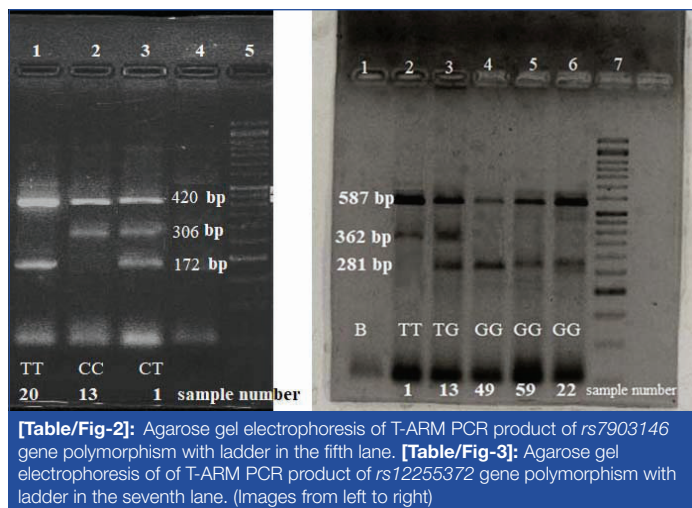 1 2 3 4 5
420 bp
306 bp
172 bp
TT CC CT
20 13 1 sample number
1 2 3 4 5 6 7
587 bp
362 bp
281 bp
B TT TG GG GG GG
1 13 49 59 22 sample number
[Table/Fig-2]: Agarose gel electrophoresis of T-ARM PCR product of rs7903146
gene polymorphism with ladder in the fifth lane. [Table/Fig-3]: Agarose gel
electrophoresis of of T-ARM PCR product of rs12255372 gene polymorphism with
ladder in the seventh lane. (Images from left to right)